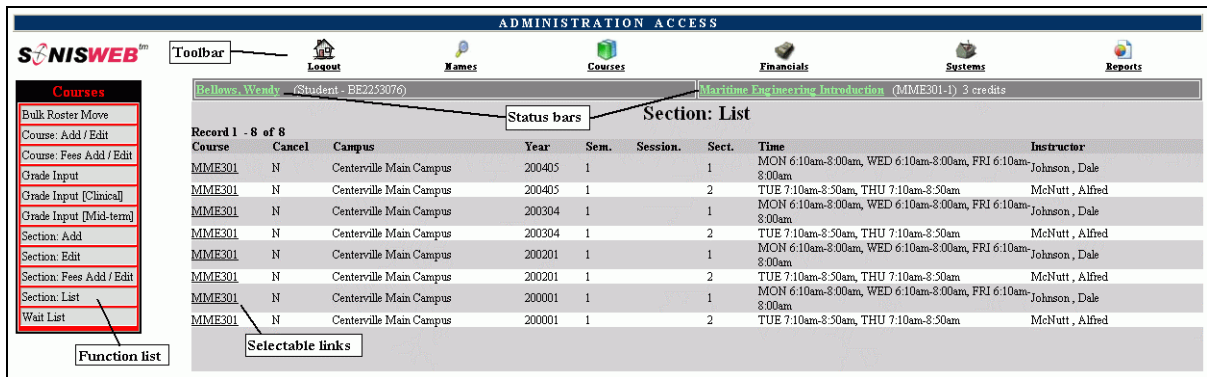 ADMINISTRATION ACCESS
SONISWEB tm
Toolbar
Logout
Names
Courses
Financials
Systems
Reports
Courses
Bulk Roster Move
Course: Add / Edit
Course: Fees Add / Edit
Grade Input
Grade Input [Clinical]
Grade Input [Mid-term]
Section: Add
Section: Edit
Section: Fees Add / Edit
Section: List
Wait List
Function list
Bellows, Wendy (Student - BE2253076)
Maritime Engineering Introduction (MME301-1) 3 credits
Status bars
Section: List
Record 1 - 8 of 8
Course Cancel Campus Year Sem. Session. Sect. Time Instructor
MME301 N Centerville Main Campus 200405 1 1 MON 6:10am-8:00am, WED 6:10am-8:00am, FRI 6:10am- Johnson , Dale
8:00am
MME301 N Centerville Main Campus 200405 1 2 TUE 7:10am-8:50am, THU 7:10am-8:50am McNutt , Alfred
MME301 N Centerville Main Campus 200304 1 1 MON 6:10am-8:00am, WED 6:10am-8:00am, FRI 6:10am- Johnson , Dale
8:00am
MME301 N Centerville Main Campus 200304 1 2 TUE 7:10am-8:50am, THU 7:10am-8:50am McNutt , Alfred
MME301 N Centerville Main Campus 200201 1 1 MON 6:10am-8:00am, WED 6:10am-8:00am, FRI 6:10am- Johnson , Dale
8:00am
MME301 N Centerville Main Campus 200201 1 2 TUE 7:10am-8:50am, THU 7:10am-8:50am McNutt , Alfred
MME301 N Centerville Main Campus 200001 1 1 MON 6:10am-8:00am, WED 6:10am-8:00am, FRI 6:10am- Johnson , Dale
8:00am
MME301 N Centerville Main Campus 200001 1 2 TUE 7:10am-8:50am, THU 7:10am-8:50am McNutt , Alfred
Selectable links